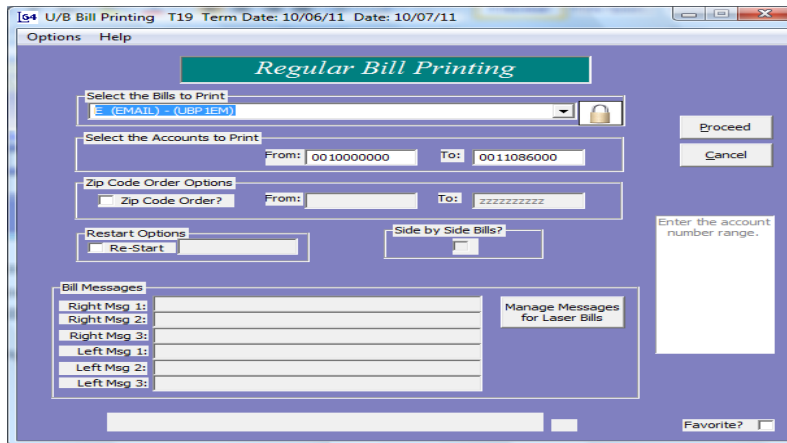 G4 U/B Bill Printing T19 Term Date: 10/06/11 Date: 10/07/11
Options Help
Regular Bill Printing
Select the Bills to Print
E (EMAIL) - (UBP1EM)
Select the Accounts to Print
From: 0010000000 To: 0011086000
Proceed
Cancel
Zip Code Order Options
Zip Code Order? From: To: zzzzzzzzzz
Restart Options
Re-Start
Side by Side Bills?
Enter the account
number range.
Bill Messages
Right Msg 1:
Right Msg 2:
Right Msg 3:
Left Msg 1:
Left Msg 2:
Left Msg 3:
Manage Messages
for Laser Bills
Favorite?